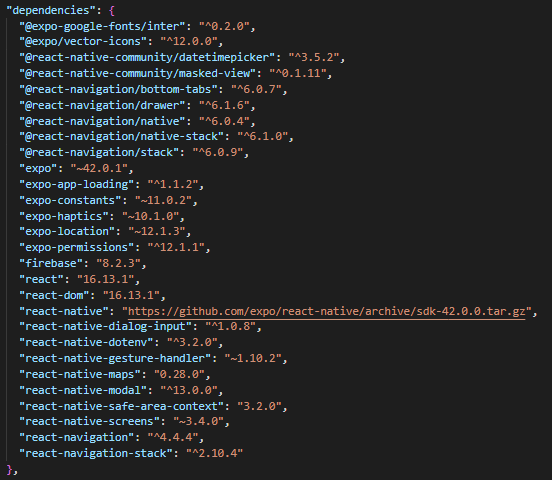 "dependencies": {
"@expo-google-fonts/inter": "^0.2.0",
"@expo/vector-icons": "^12.0.0",
"@react-native-community/datetimepicker": "^3.5.2",
"@react-native-community/masked-view": "^0.1.11",
"@react-navigation/bottom-tabs": "^6.0.7",
"@react-navigation/drawer": "^6.1.6",
"@react-navigation/native": "^6.0.4",
"@react-navigation/native-stack": "^6.1.0",
"@react-navigation/stack": "^6.0.9",
"expo": "~42.0.1",
"expo-app-loading": "^1.1.2",
"expo-constants": "~11.0.2",
"expo-haptics": "~10.1.0",
"expo-location": "~12.1.3",
"expo-permissions": "^12.1.1",
"firebase": "8.2.3",
"react": "16.13.1",
"react-dom": "16.13.1",
"react-native": "https://github.com/expo/react-native/archive/sdk-42.0.0.tar.gz",
"react-native-dialog-input": "^1.0.8",
"react-native-dotenv": "^3.2.0",
"react-native-gesture-handler": "~1.10.2",
"react-native-maps": "0.28.0",
"react-native-modal": "^13.0.0",
"react-native-safe-area-context": "3.2.0",
"react-native-screens": "~3.4.0",
"react-navigation": "^4.4.4",
"react-navigation-stack": "^2.10.4"
},